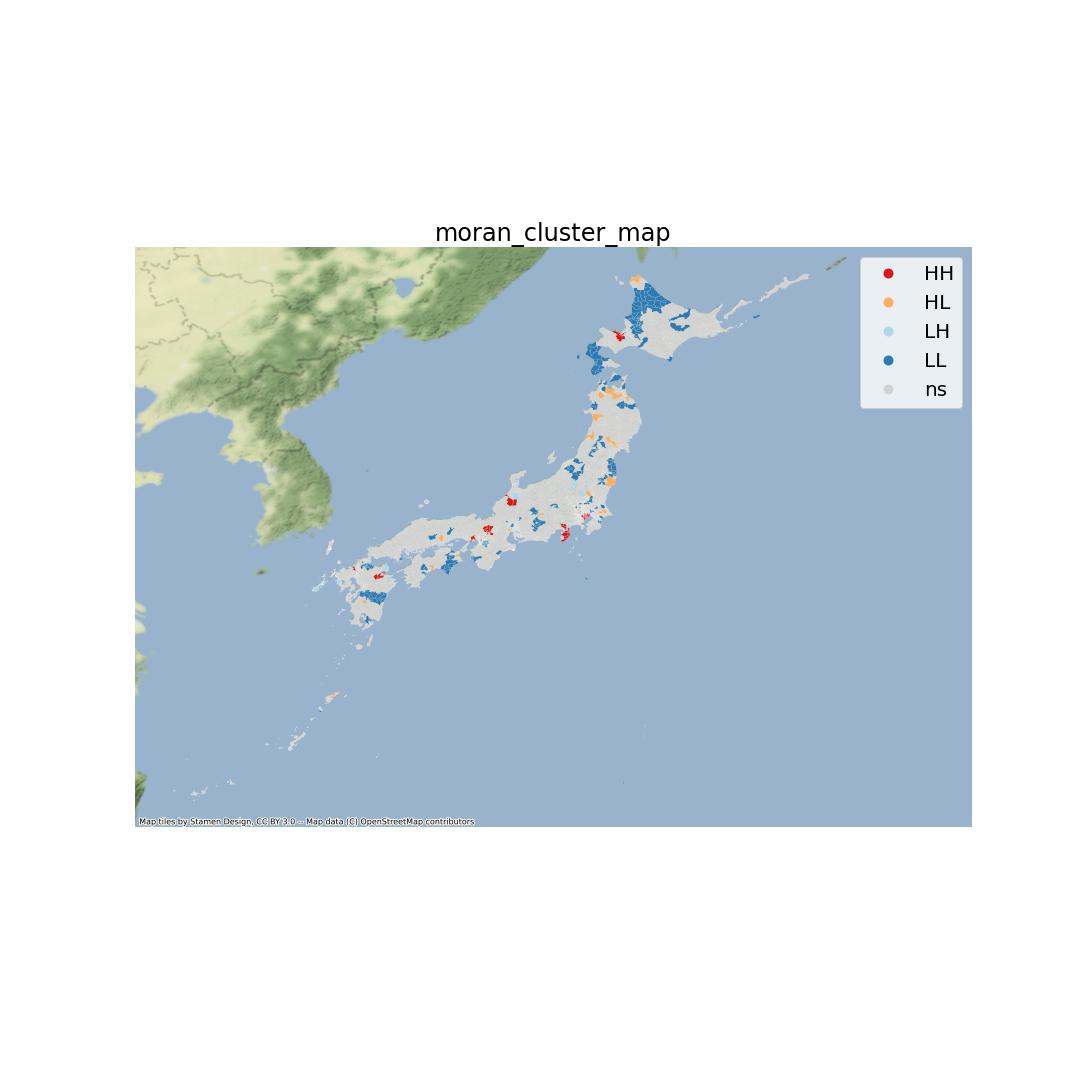 moran_cluster_map
HH
HL
LH
LL
ns
Map tiles by Stamen Design, CC BY 3.0 -- Map data (C) OpenStreetMap contributors